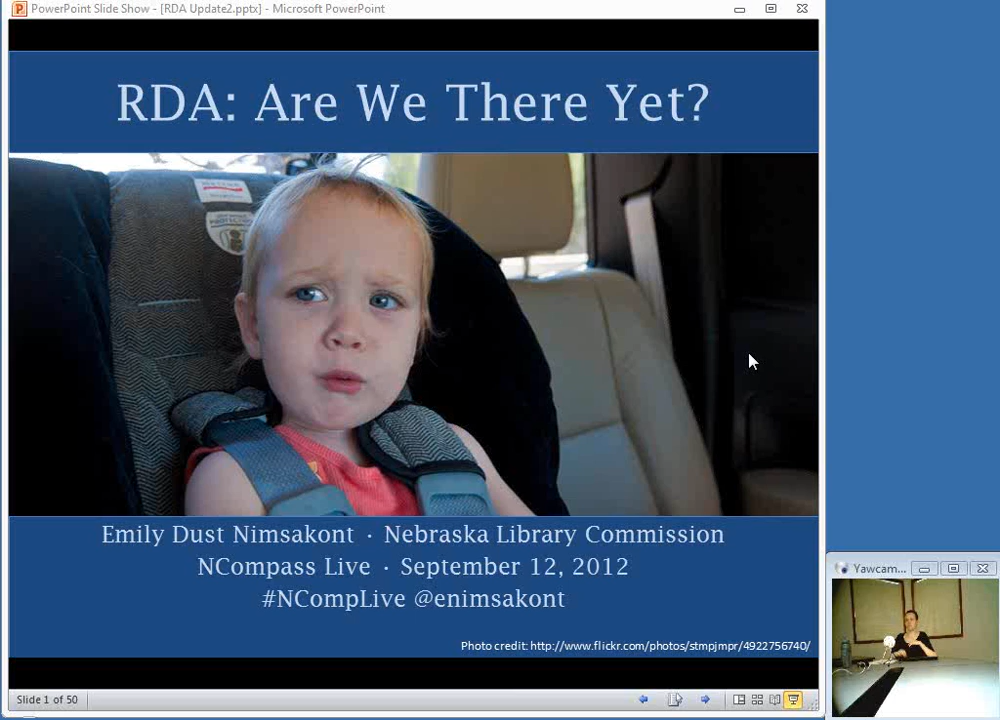 PowerPoint Slide Show - [RDA Update2.pptx] - Microsoft PowerPoint
RDA: Are We There Yet?
Emily Dust Nimsakont · Nebraska Library Commission
NCompass Live · September 12, 2012
#NCompLive @enimsakont
Photo credit: http://www.flickr.com/photos/stmpjmpr/4922756740/
Yawcam...
Slide 1 of 50